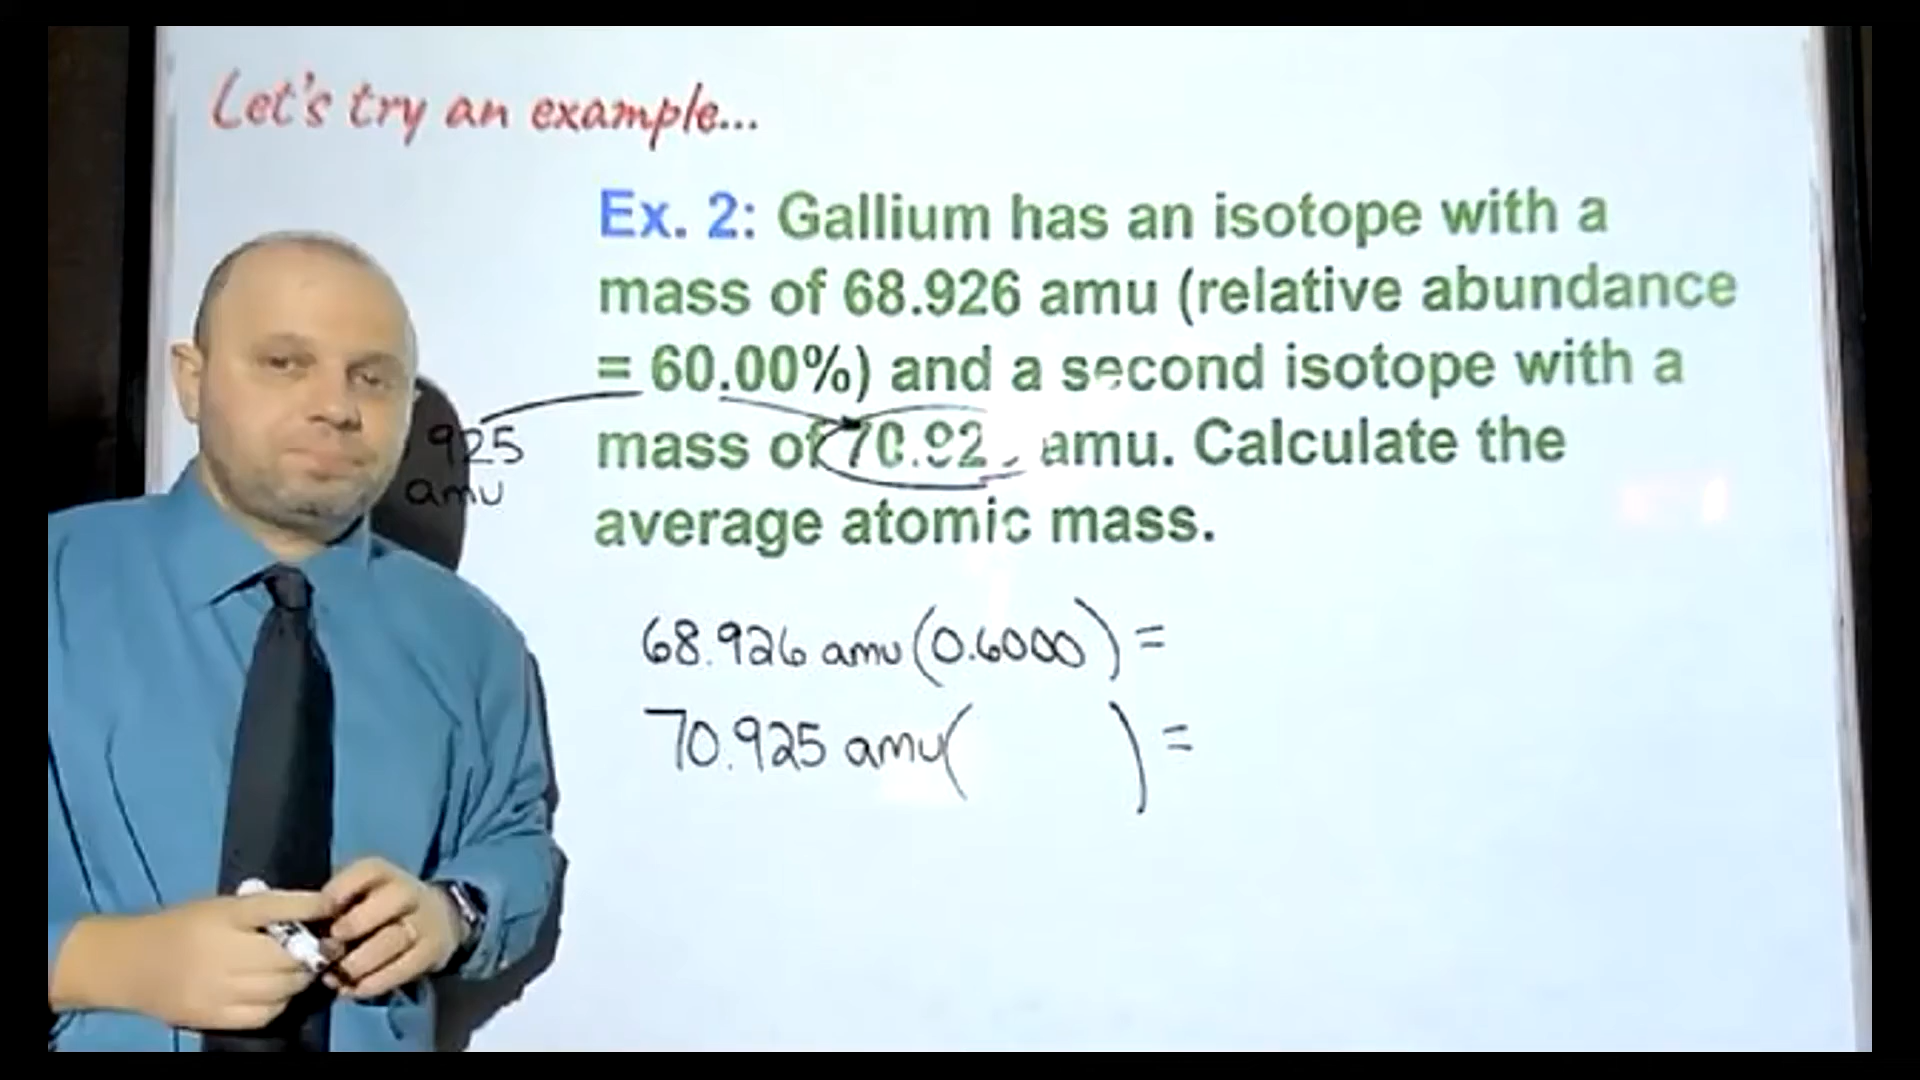 Let's try an example...
Ex. 2: Gallium has an isotope with a
mass of 68.926 amu (relative abundance
= 60.00%) and a second isotope with a
mass of 70.92 amu. Calculate the
average atomic mass.
925
amu
68.926 amu (0.6000) =
70.925 amu ( ) =